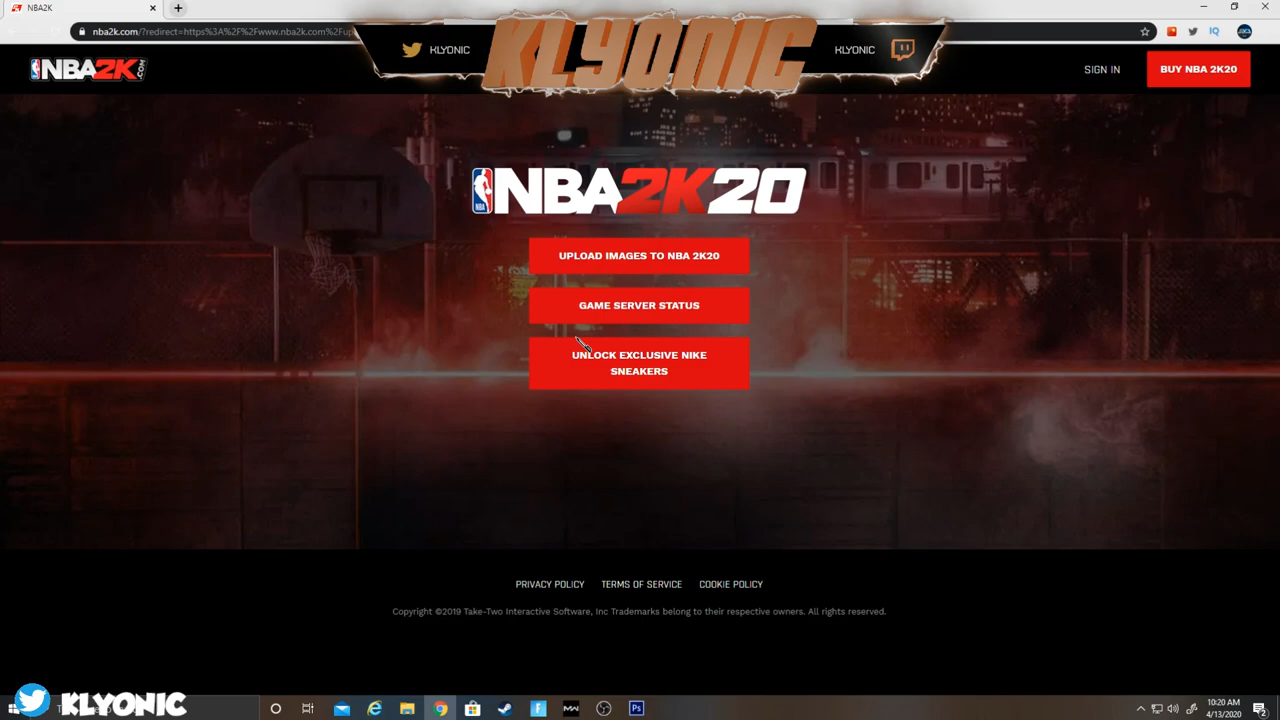 NBA2K
nba2k.com/?redirect=https%3A%2F%2Fwww.nba2k.com%2Fup
KLYONIC
KLYONIC
KLYONIC
NBA2K.COM
SIGN IN
BUY NBA 2K20
NBA NBA2K20
UPLOAD IMAGES TO NBA 2K20
GAME SERVER STATUS
UNLOCK EXCLUSIVE NIKE
SNEAKERS
PRIVACY POLICY TERMS OF SERVICE COOKIE POLICY
Copyright ©2019 Take-Two Interactive Software, Inc Trademarks belong to their respective owners. All rights reserved.
KLYONIC
10:20 AM
4/13/2020